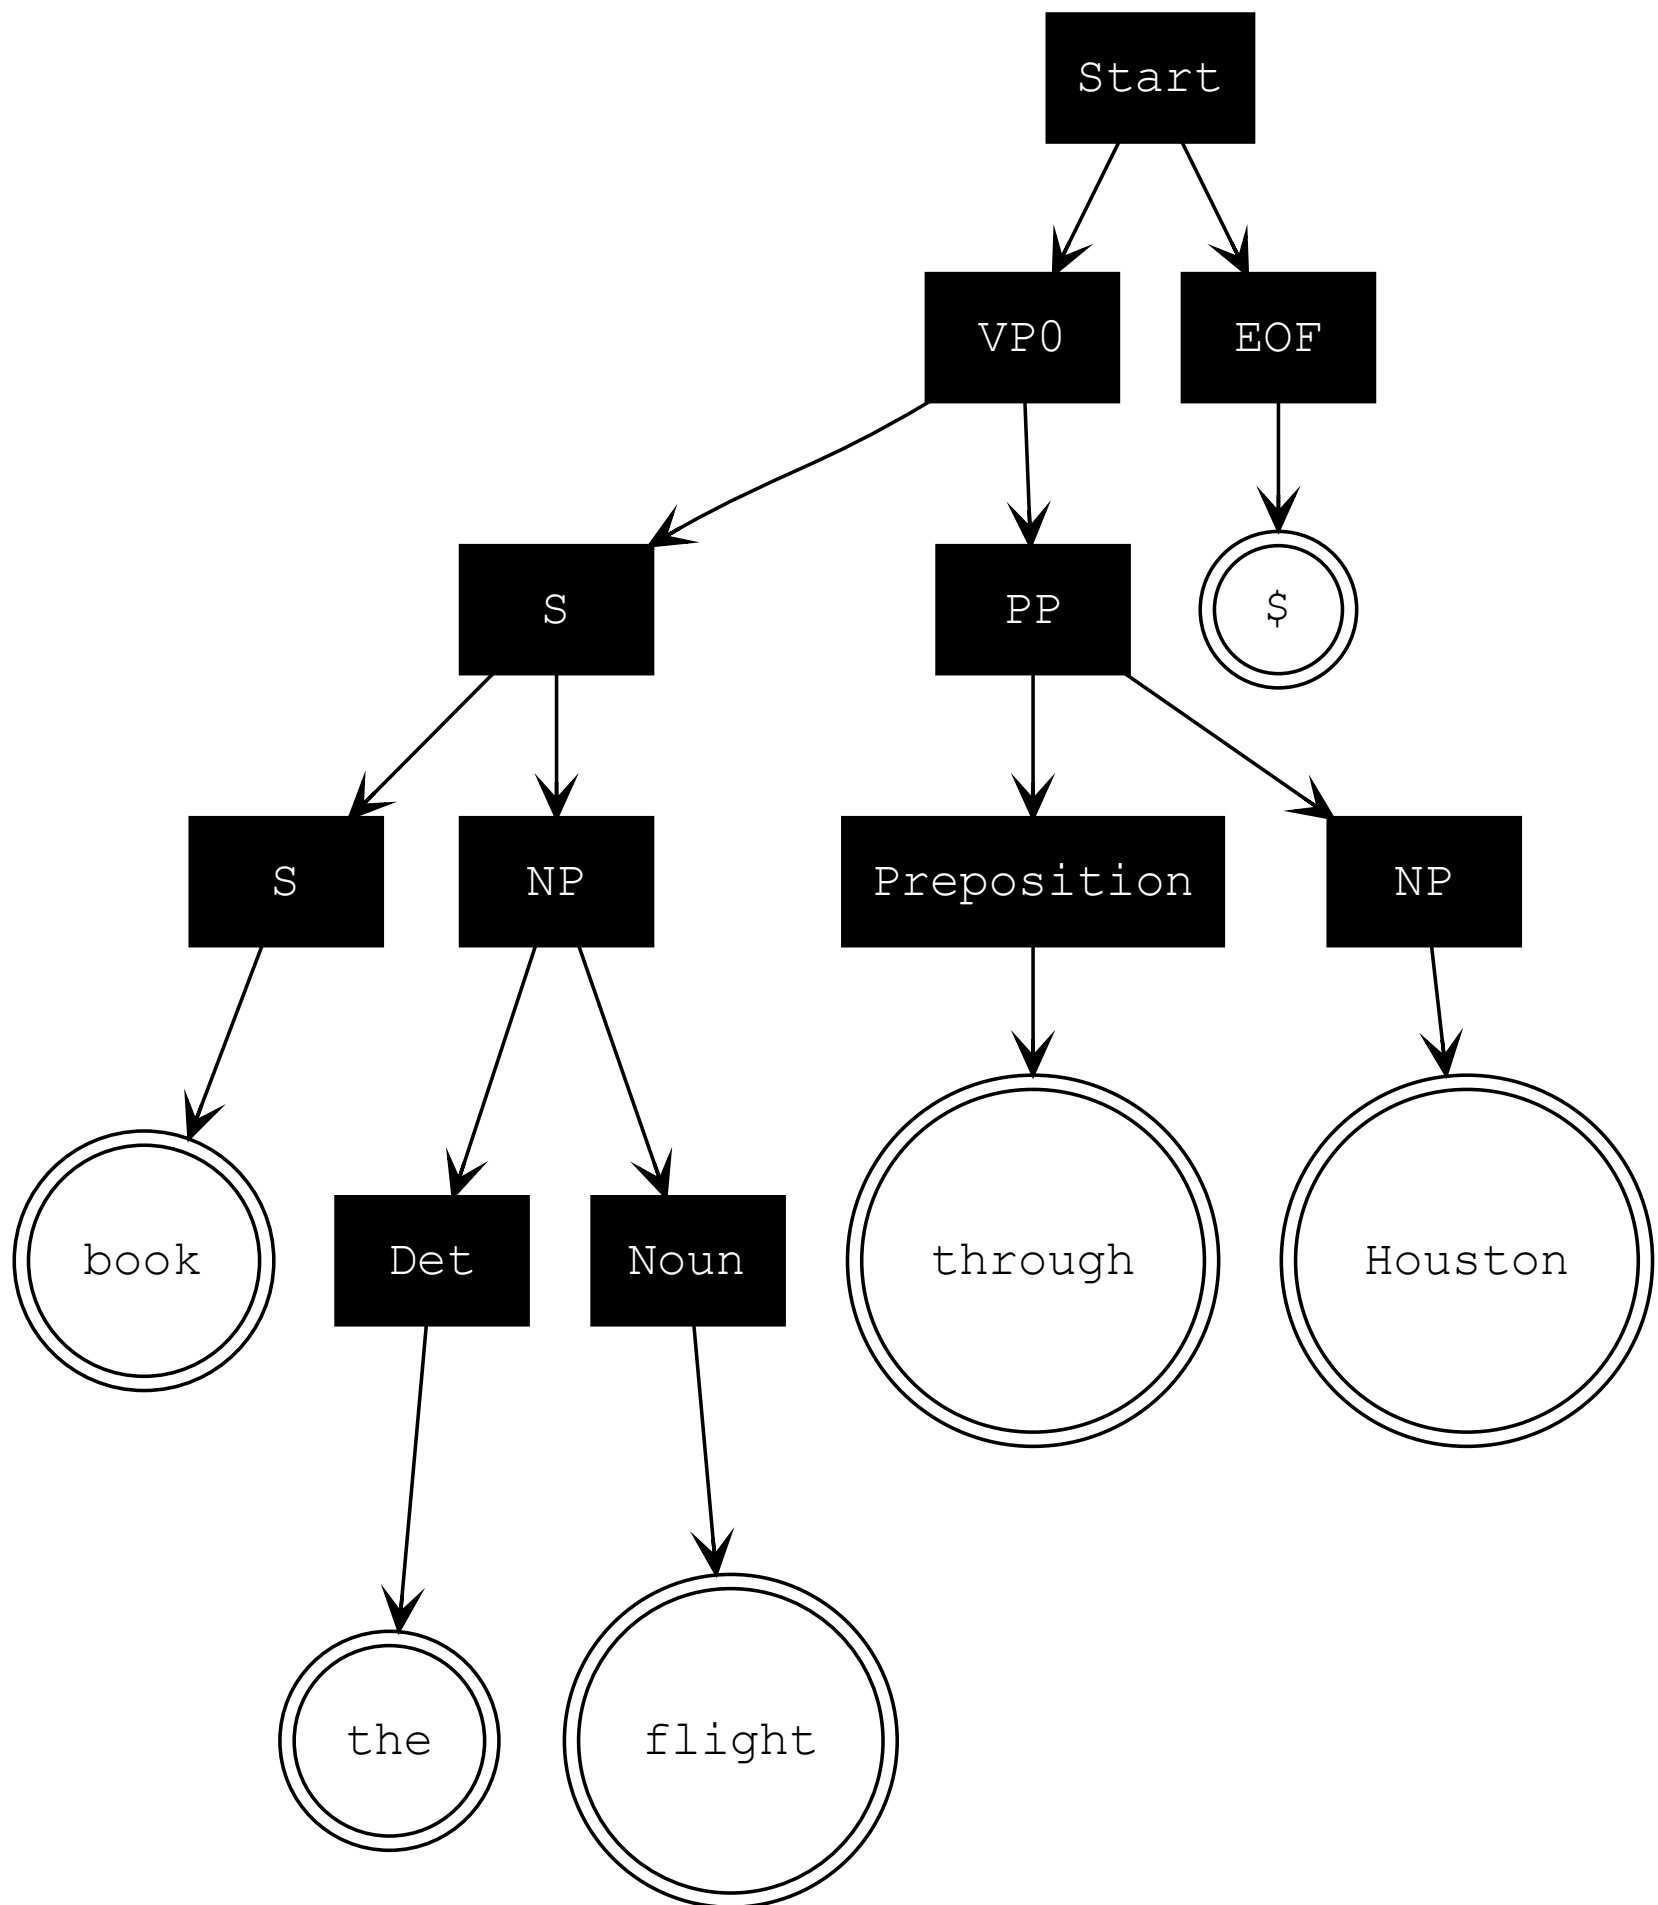 Start
VP0
EOF
S
PP
$
S
NP
Preposition
NP
book
Det
Noun
through
Houston
the
flight